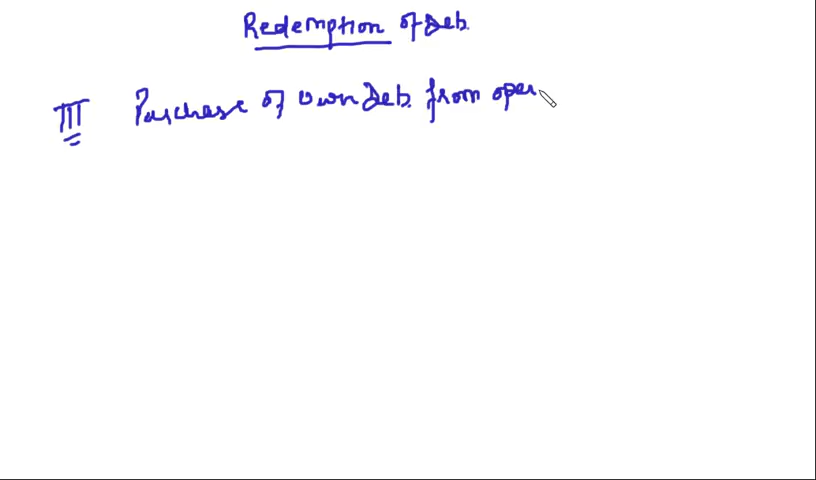 Redemption of Deb.
III Purchase of Own Deb. from open